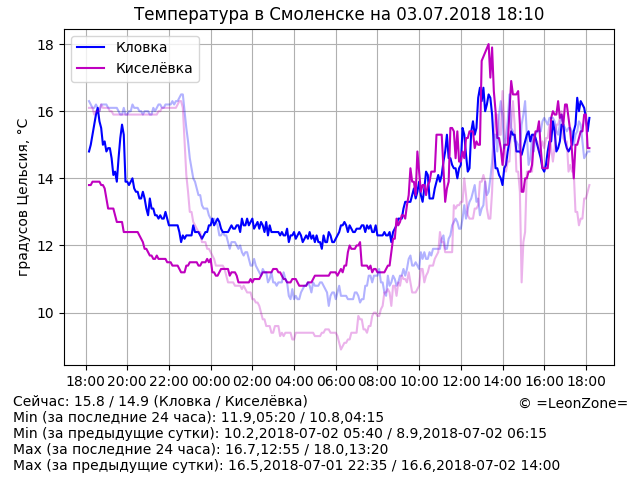 Температура в Смоленске на 03.07.2018 18:10
Кловка
Киселёвка
градусов Цельсия, °C
18
16
14
12
10
18:00 20:00 22:00 00:00 02:00 04:00 06:00 08:00 10:00 12:00 14:00 16:00 18:00
Сейчас: 15.8 / 14.9 (Кловка / Киселёвка)
© =LeonZone=
Min (за последние 24 часа): 11.9,05:20 / 10.8,04:15
Min (за предыдущие сутки): 10.2,2018-07-02 05:40 / 8.9,2018-07-02 06:15
Max (за последние 24 часа): 16.7,12:55 / 18.0,13:20
Max (за предыдущие сутки): 16.5,2018-07-01 22:35 / 16.6,2018-07-02 14:00